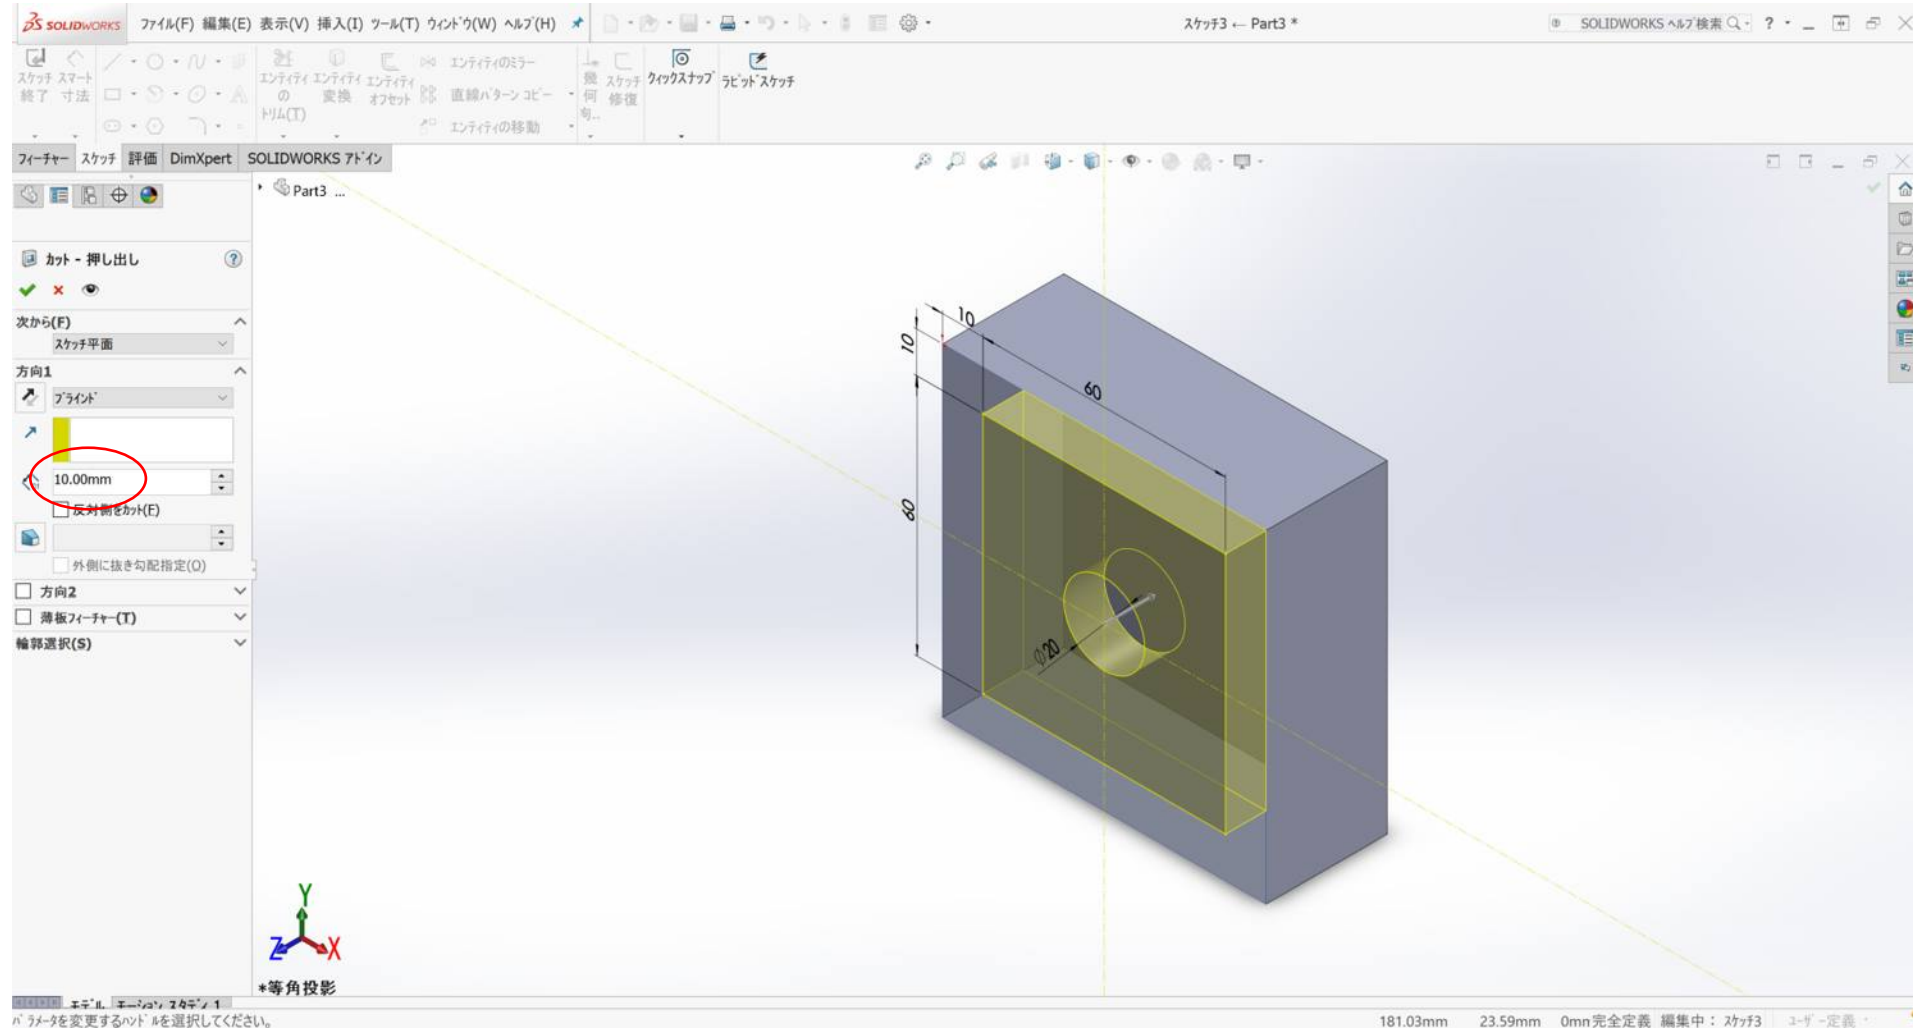 SOLIDWORKS ファイル(F) 編集(E) 表示(V) 挿入(I) ツール(T) ウィンドウ(W) ヘルプ(H) スケッチ3 ← Part3 * SOLIDWORKS ヘルプ検索 ?
スケッチ終了 スマート寸法 エンティティのトリム(T) エンティティ変換 エンティティオフセット エンティティのミラー 直線パターン コピー エンティティの移動 幾何 スケッチ修復 クイックスナップ ラピッドスケッチ
フィーチャー スケッチ 評価 DimXpert SOLIDWORKS アドイン
Part3 ...
カット - 押し出し ?
次から(F)
スケッチ平面
方向1
ブラインド
10.00mm
反対側をカット(F)
外側に抜き勾配指定(O)
方向2
薄板フィーチャー(T)
輪郭選択(S)
10
10
60
60
Φ20
Y
Z X
*等角投影
モデル モーション スタディ 1
パラメータを変更するハンドルを選択してください。 181.03mm 23.59mm 0mm 完全定義 編集中： スケッチ3 ユーザー定義